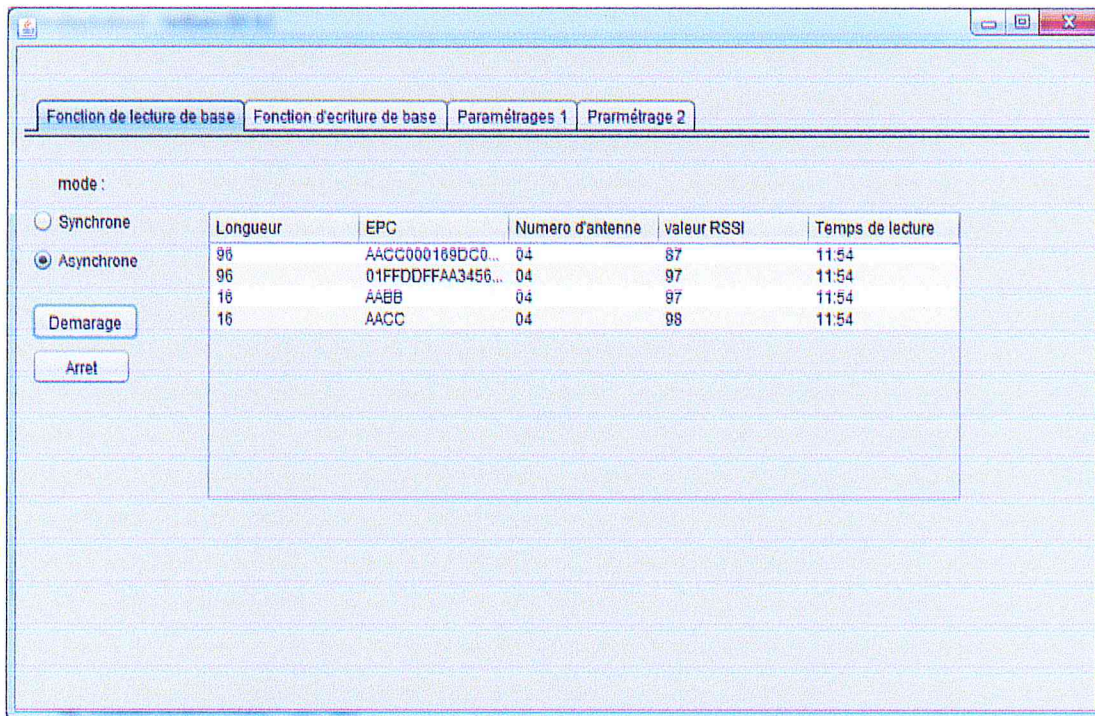 Fonction de lecture de base Fonction d'ecriture de base Paramétrages 1 Prarmétrage 2
mode :
Synchrone
Asynchrone
Demarage
Arret
Longueur EPC Numero d'antenne valeur RSSI Temps de lecture
96 AACC000169DC0... 04 87 11:54
96 01FFDDFFAA3456... 04 97 11:54
16 AABB 04 97 11:54
16 AACC 04 98 11:54